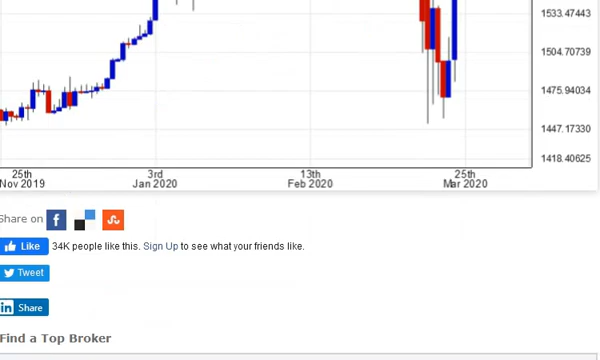 1533.47443
1504.70739
1475.94034
1447.17330
1418.40625
25th 3rd 13th 25th
Nov 2019 Jan 2020 Feb 2020 Mar 2020
Share on f
Like 34K people like this. Sign Up to see what your friends like.
Tweet
in Share
Find a Top Broker